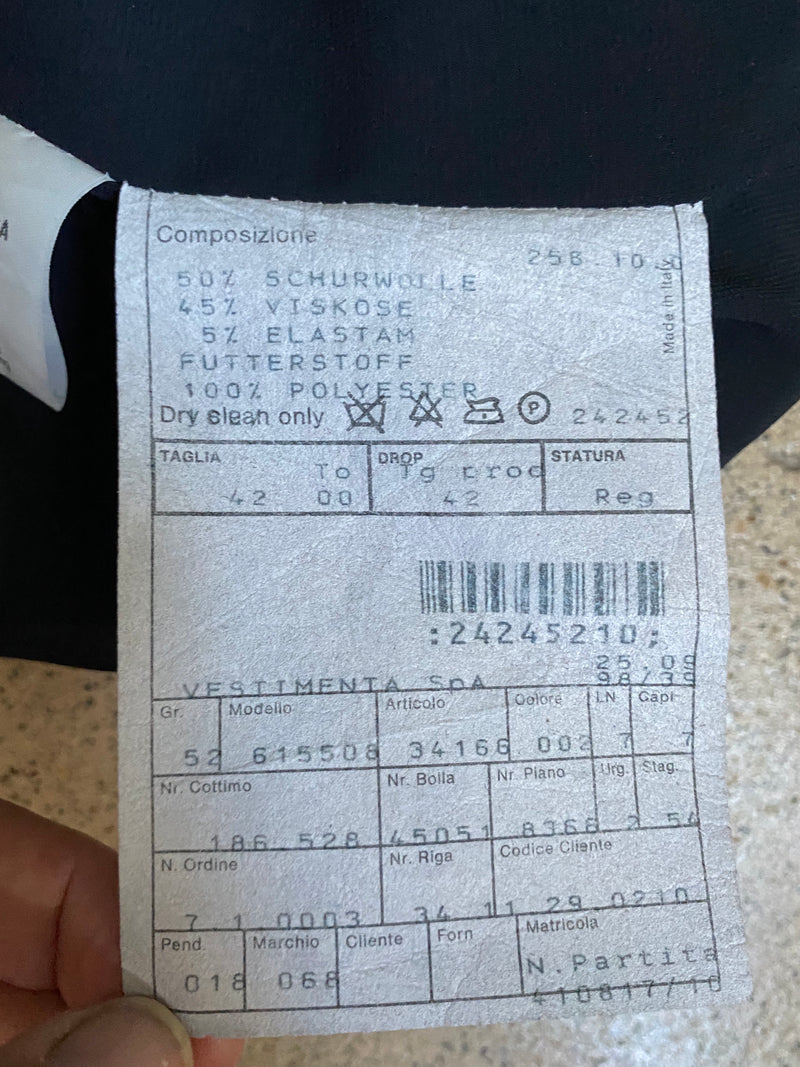 Composizione
258.10.0
50% SCHURWOLLE
45% VISKOSE
5% ELASTAM
FUTTERSTOFF
100% POLYESTER
Made in Italy
Dry clean only P 242452
TAGLIA DROP STATURA
To Tg prod
42 00 42 Reg
:24245210;
25.09
98/39
VESTIMENTA SpA
Gr. Modello Articolo Colore LN Capi
52 615508 34166 002 7 7
Nr. Cottimo Nr. Bolla Nr. Piano Urg. Stag.
186 528 45051 8366 2 54
N. Ordine Nr. Riga Codice Cliente
7 1 0003 34 1 1 29 0210
Pend. Marchio Cliente Forn Matricola
018 068 N.Partita
410817/10